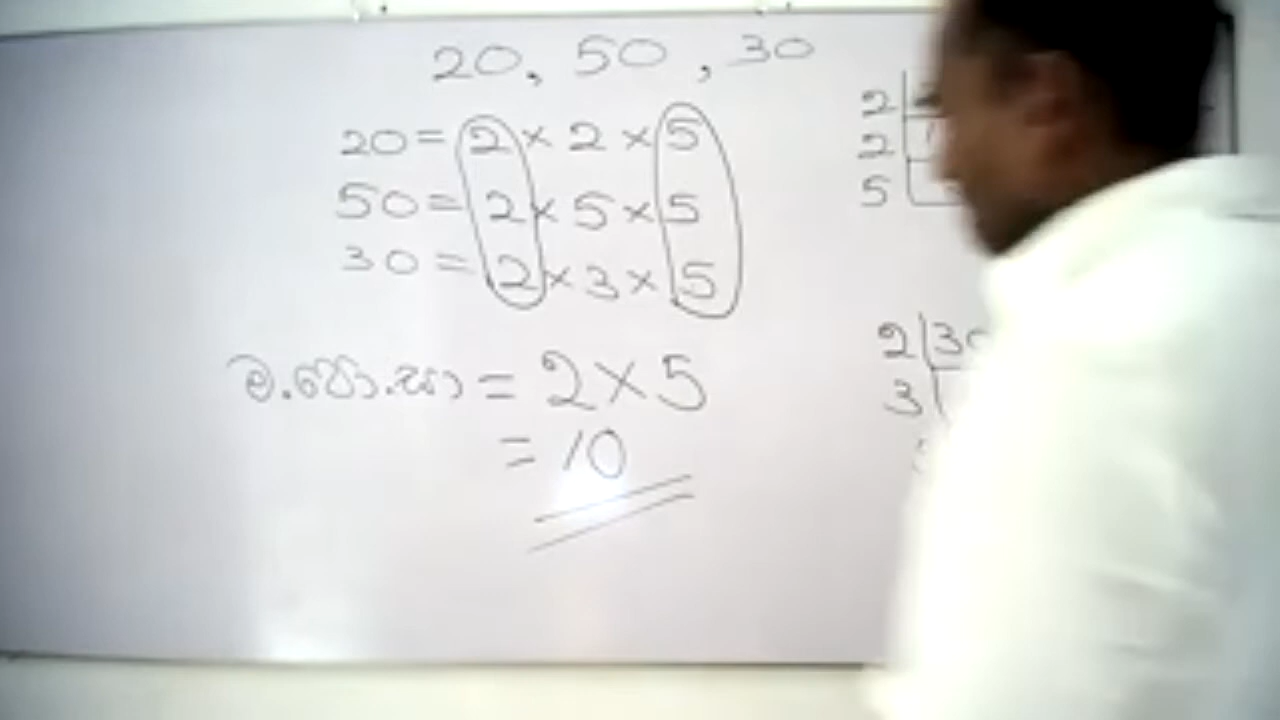 20, 50, 30
20 = 2 × 2 × 5
50 = 2 × 5 × 5
30 = 2 × 3 × 5
ම.පො.සා = 2 × 5
= 10
2
2
5
2 30
3